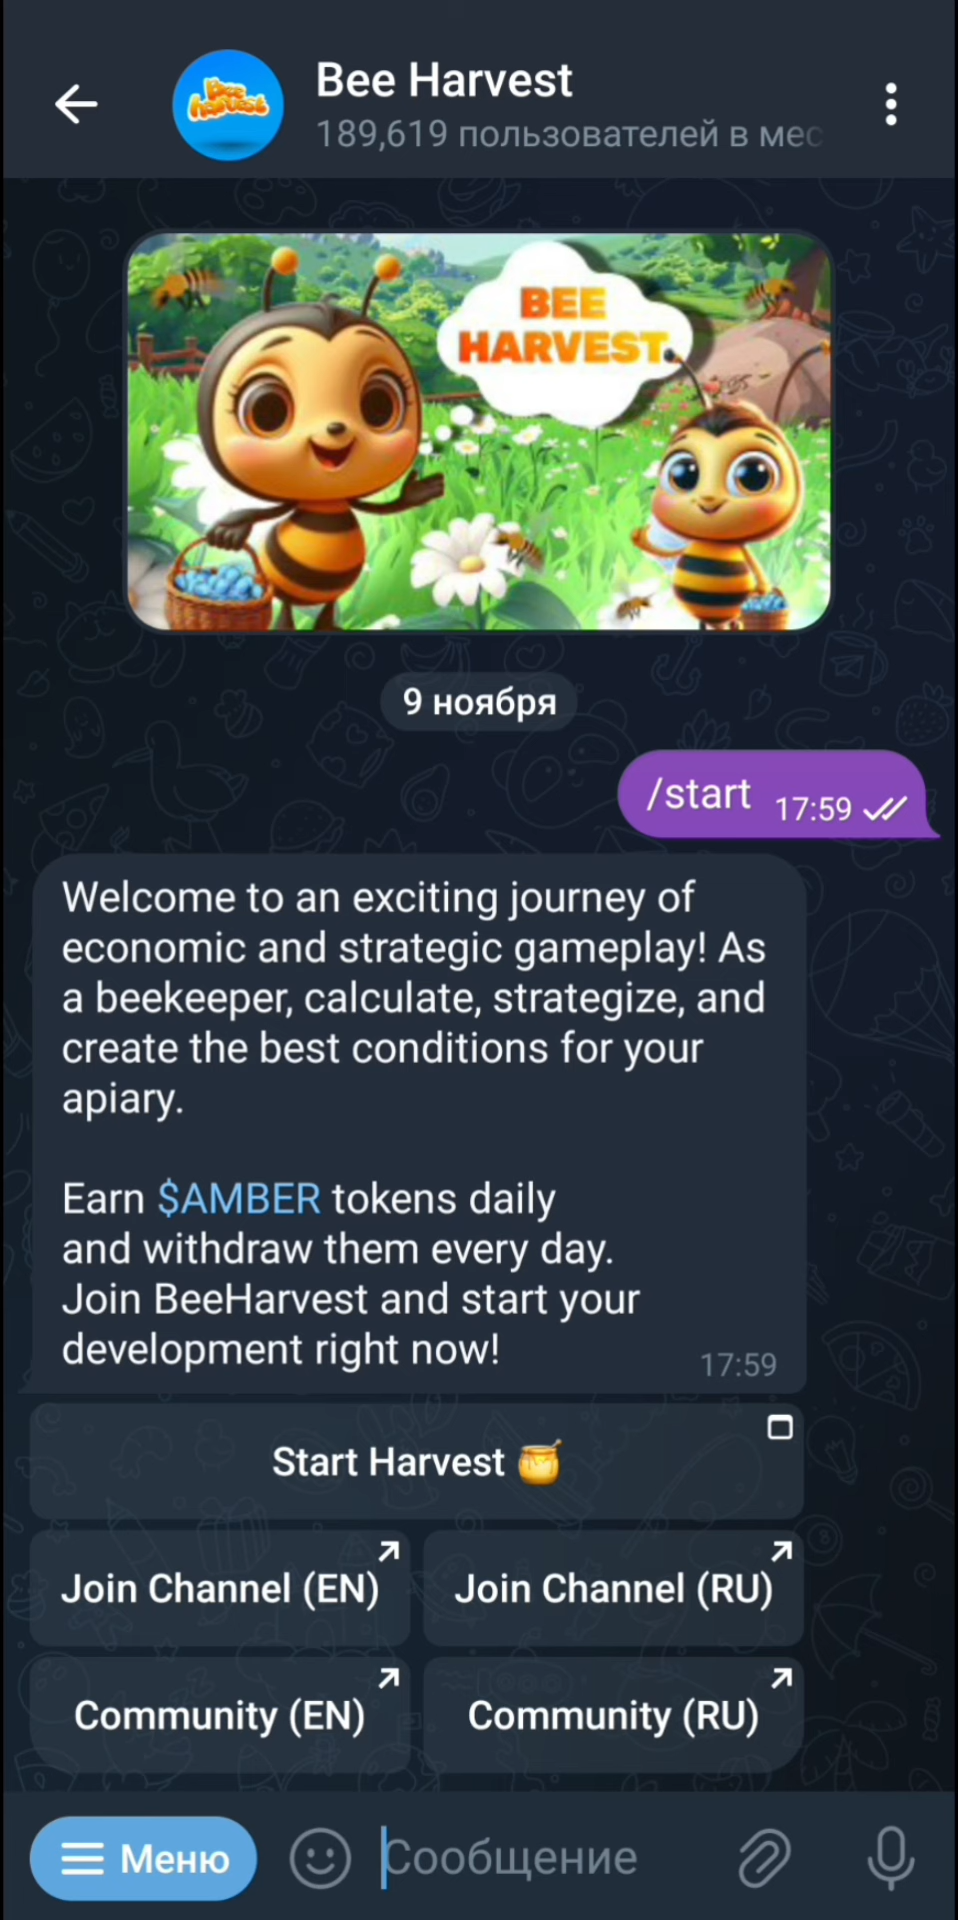 Bee Harvest
Bee harvest
189,619 пользователей в мес
BEE
HARVEST
9 ноября
/start 17:59
Welcome to an exciting journey of
economic and strategic gameplay! As
a beekeeper, calculate, strategize, and
create the best conditions for your
apiary.
Earn $AMBER tokens daily
and withdraw them every day.
Join BeeHarvest and start your
development right now!
17:59
Start Harvest
Join Channel (EN)
Join Channel (RU)
Community (EN)
Community (RU)
Меню
Сообщение